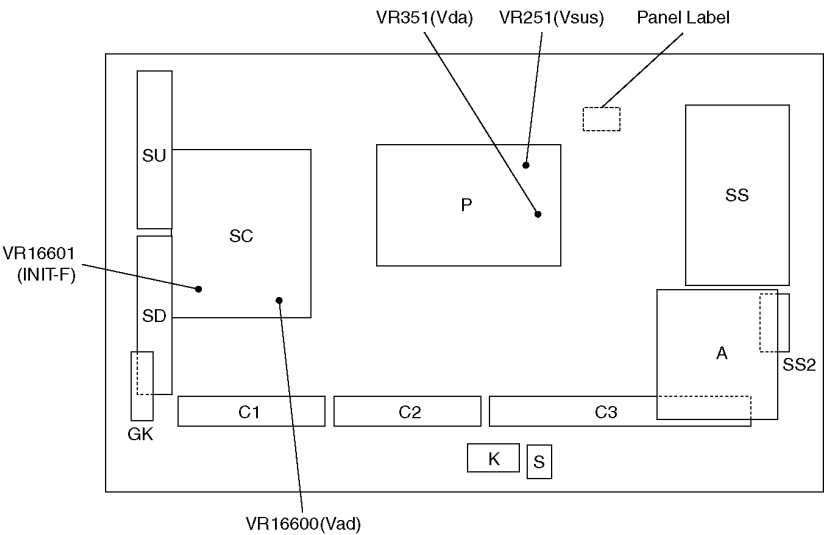 VR351(Vda)
VR251(Vsus)
Panel Label
SU
SC
P
SS
VR16601
(INIT-F)
SD
A
SS2
GK
C1
C2
C3
K
S
VR16600(Vad)